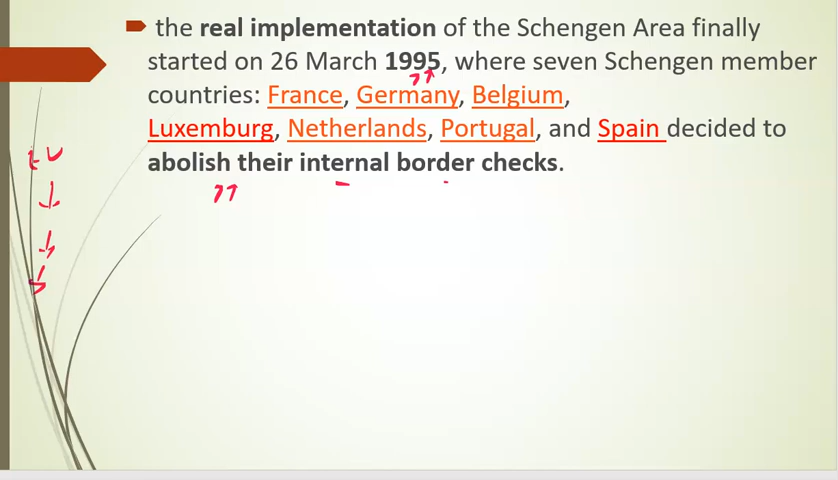 the real implementation of the Schengen Area finally
started on 26 March 1995, where seven Schengen member
countries: France, Germany, Belgium,
Luxemburg, Netherlands, Portugal, and Spain decided to
abolish their internal border checks.